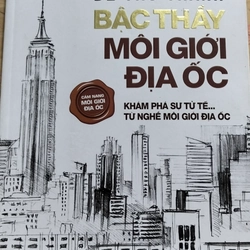 BẬC THẦY
MÔI GIỚI
ĐỊA ỐC
KHÁM PHÁ SỰ TỬ TẾ...
TỪ NGHỀ MÔI GIỚI ĐỊA ỐC
CẨM NANG
MÔI GIỚI
ĐỊA ỐC